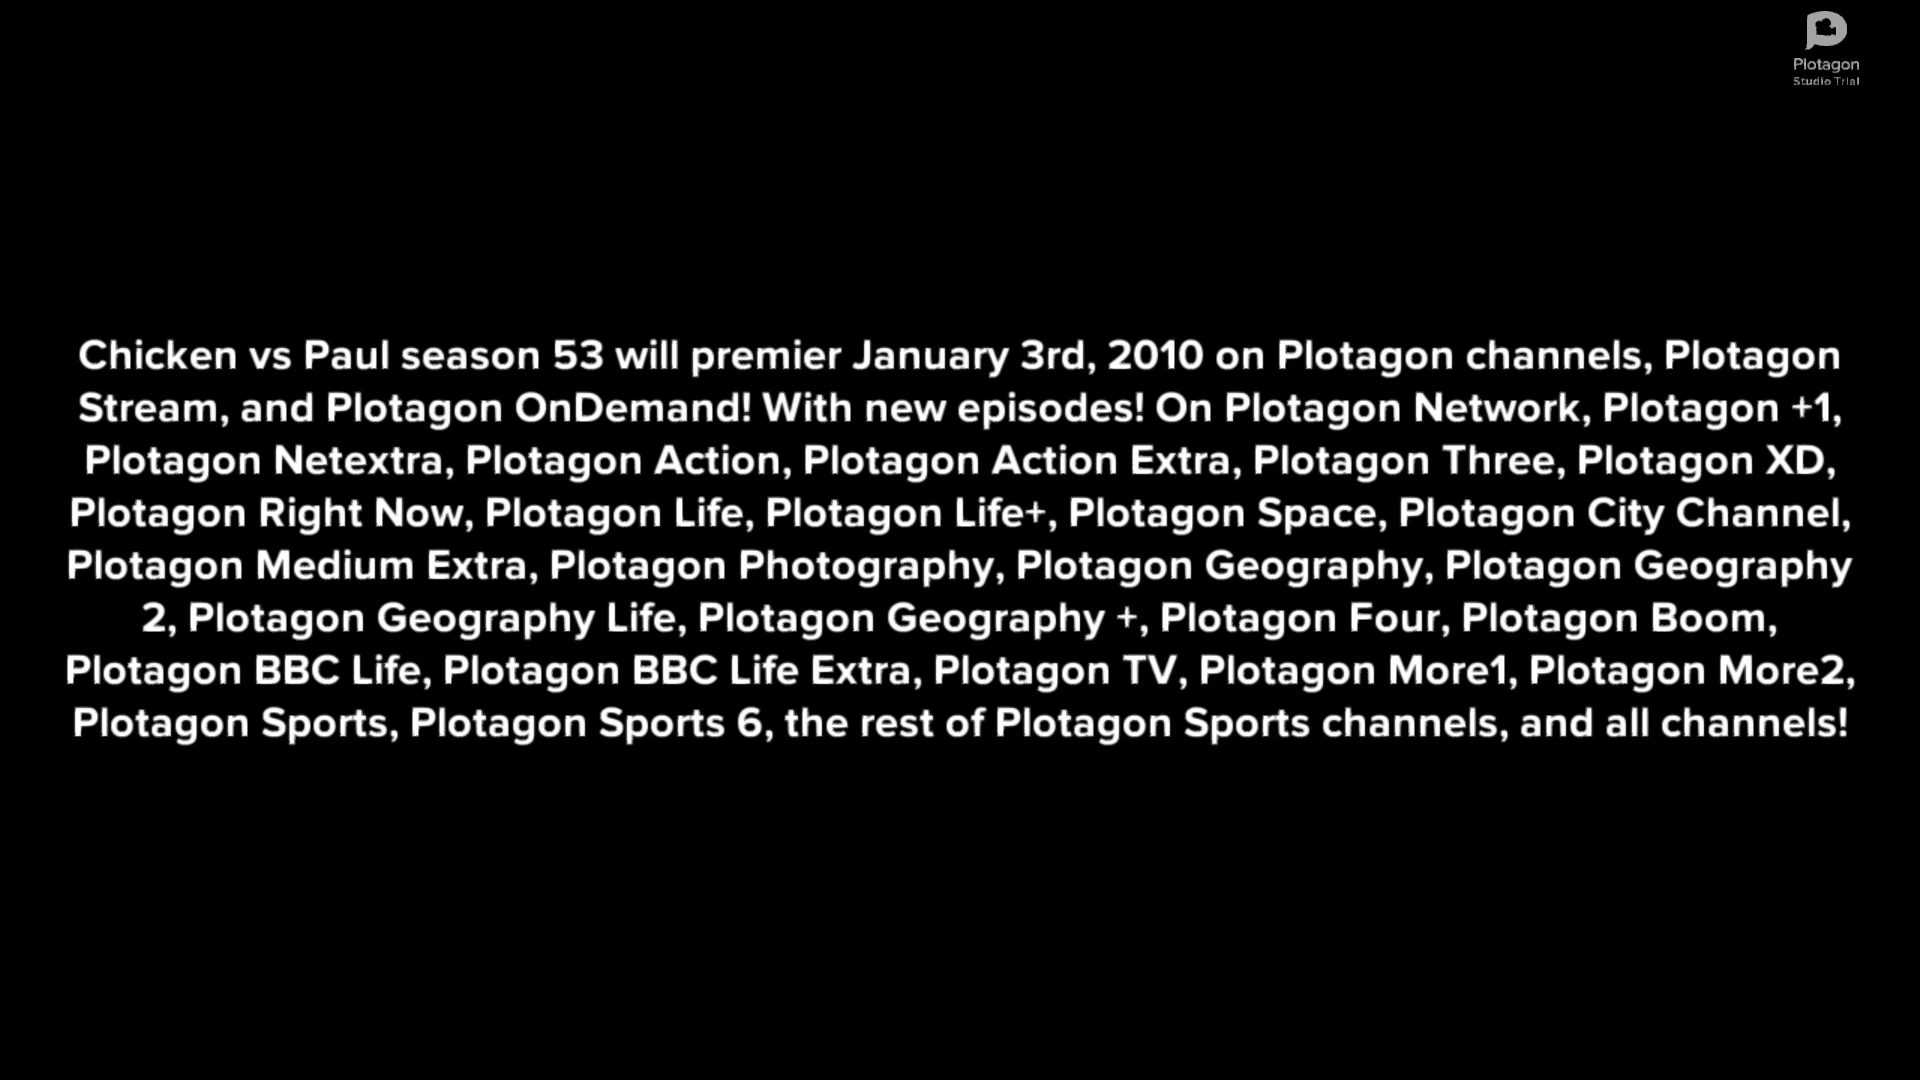 Plotagon
Studio Trial
Chicken vs Paul season 53 will premier January 3rd, 2010 on Plotagon channels, Plotagon
Stream, and Plotagon OnDemand! With new episodes! On Plotagon Network, Plotagon +1,
Plotagon Netextra, Plotagon Action, Plotagon Action Extra, Plotagon Three, Plotagon XD,
Plotagon Right Now, Plotagon Life, Plotagon Life+, Plotagon Space, Plotagon City Channel,
Plotagon Medium Extra, Plotagon Photography, Plotagon Geography, Plotagon Geography
2, Plotagon Geography Life, Plotagon Geography +, Plotagon Four, Plotagon Boom,
Plotagon BBC Life, Plotagon BBC Life Extra, Plotagon TV, Plotagon More1, Plotagon More2,
Plotagon Sports, Plotagon Sports 6, the rest of Plotagon Sports channels, and all channels!